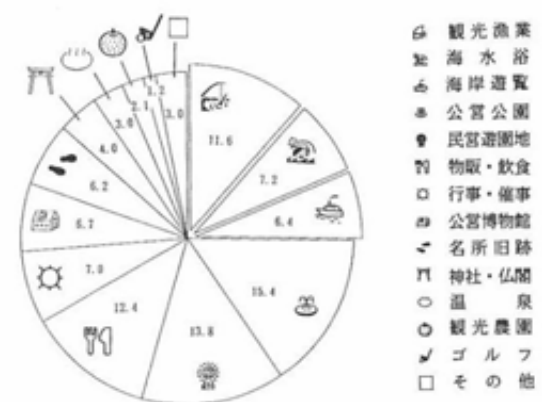 1.2
2.1
3.0
3.0
11.6
4.0
7.2
6.2
6.4
6.7
7.0
15.4
12.4
13.8
観光漁業
海水浴
海岸遊覧
公営公園
民営遊園地
物販・飲食
行事・催事
公営博物館
名所旧跡
神社・仏閣
温泉
観光農園
ゴルフ
その他